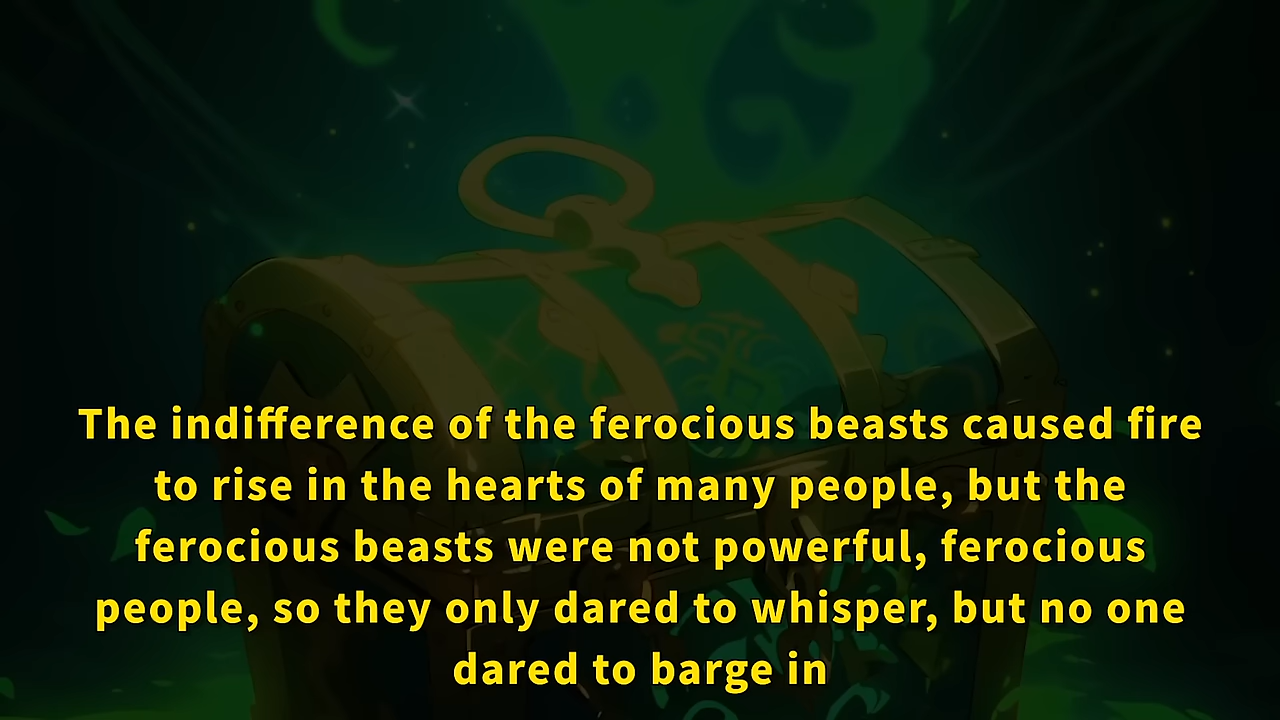 The indifference of the ferocious beasts caused fire
to rise in the hearts of many people, but the
ferocious beasts were not powerful, ferocious
people, so they only dared to whisper, but no one
dared to barge in